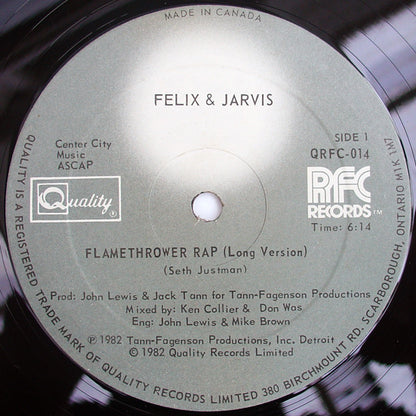 MADE IN CANADA
FELIX & JARVIS
Center City
Music
ASCAP
SIDE 1
QRFC-014
Quality ®
RFC
RECORDS™
Time: 6:14
FLAMETHROWER RAP (Long Version)
(Seth Justman)
Prod: John Lewis & Jack Tann for Tann-Fagenson Productions
Mixed by: Ken Collier & Don Was
Eng: John Lewis & Mike Brown
℗ 1982 Tann-Fagenson Productions, Inc. Detroit
© 1982 Quality Records Limited
QUALITY IS A REGISTERED TRADE MARK OF QUALITY RECORDS LIMITED 380 BIRCHMOUNT RD. SCARBOROUGH, ONTARIO M1K 1M7